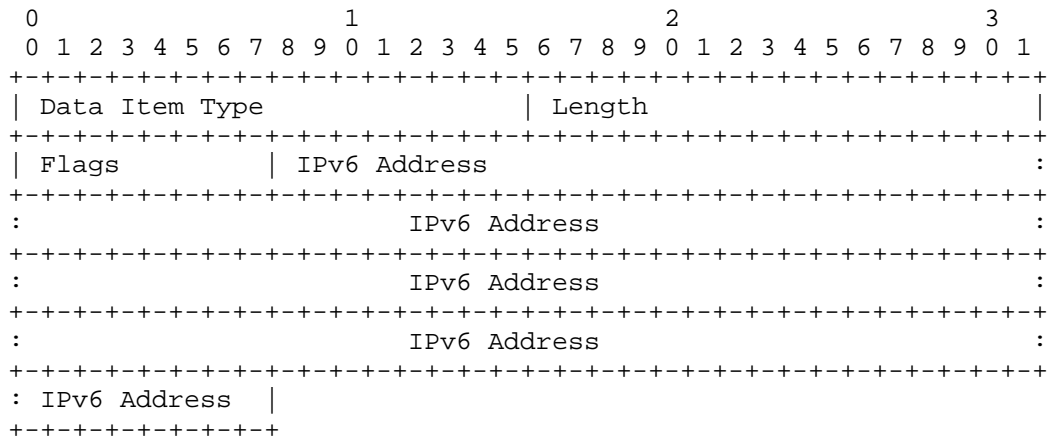 0                   1                   2                   3
 0 1 2 3 4 5 6 7 8 9 0 1 2 3 4 5 6 7 8 9 0 1 2 3 4 5 6 7 8 9 0 1
+-+-+-+-+-+-+-+-+-+-+-+-+-+-+-+-+-+-+-+-+-+-+-+-+-+-+-+-+-+-+-+-+
| Data Item Type                | Length                        |
+-+-+-+-+-+-+-+-+-+-+-+-+-+-+-+-+-+-+-+-+-+-+-+-+-+-+-+-+-+-+-+-+
| Flags         | IPv6 Address                                  :
+-+-+-+-+-+-+-+-+-+-+-+-+-+-+-+-+-+-+-+-+-+-+-+-+-+-+-+-+-+-+-+-+
:                        IPv6 Address                           :
+-+-+-+-+-+-+-+-+-+-+-+-+-+-+-+-+-+-+-+-+-+-+-+-+-+-+-+-+-+-+-+-+
:                        IPv6 Address                           :
+-+-+-+-+-+-+-+-+-+-+-+-+-+-+-+-+-+-+-+-+-+-+-+-+-+-+-+-+-+-+-+-+
:                        IPv6 Address                           :
+-+-+-+-+-+-+-+-+-+-+-+-+-+-+-+-+-+-+-+-+-+-+-+-+-+-+-+-+-+-+-+-+
: IPv6 Address  |
+-+-+-+-+-+-+-+-+